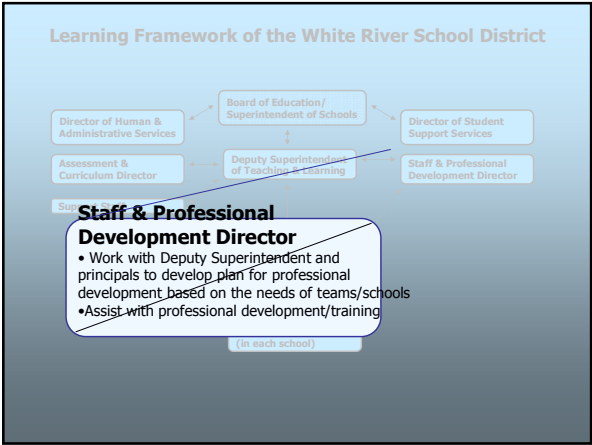 Learning Framework of the White River School District
Board of Education/
Superintendent of Schools
Director of Human &
Administrative Services
Director of Student
Support Services
Deputy Superintendent
of Teaching & Learning
Assessment &
Curriculum Director
Staff & Professional
Development Director
Support Staff
Staff & Professional
Development Director
• Work with Deputy Superintendent and
principals to develop plan for professional
development based on the needs of teams/schools
•Assist with professional development/training
(in each school)